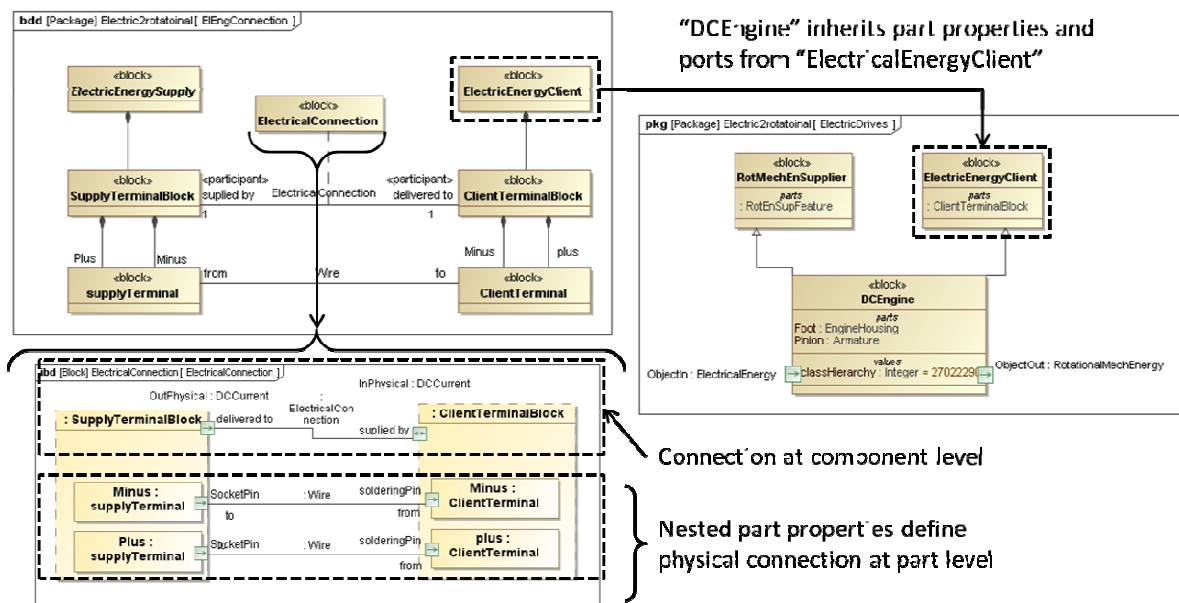 bdd [Package] Electric2rotatoinal[ ElEngConnection ]
"DCEngine" inherits part properties and
ports from "ElectricalEnergyClient"
«block»
ElectricEnergySupply
«block»
ElectricEnergyClient
«block»
ElectricalConnection
pkg [Package] Electric2rotatoinal [ ElectricDrives ]
«block»
RotMechEnSupplier
parts
: RotEnSupFeature
«block»
ElectricEnergyClient
parts
: ClientTerminalBlock
«block»
SupplyTerminalBlock
«participant»
suplied by
1
ElectricalConnection
«participant»
delivered to
1
«block»
ClientTerminalBlock
Plus
Minus
Minus
plus
«block»
supplyTerminal
from
Wire
to
«block»
ClientTerminal
«block»
DCEngine
parts
Foot : EngineHousing
Pinion : Armature
values
classHierarchy : Integer = 27022290
ObjectIn : ElectricalEnergy
ObjectOut : RotationalMechEnergy
ibd [Block] ElectricalConnection [ ElectricalConnection ]
InPhysical : DCCurrent
OutPhysical : DCCurrent
:
ElectricalCon
nection
: SupplyTerminalBlock
delivered to
suplied by
: ClientTerminalBlock
Connection at component level
Minus :
supplyTerminal
SocketPin
to
: Wire
solderingPin
from
Minus :
ClientTerminal
Plus :
supplyTerminal
SocketPin
: Wire
solderingPin
from
plus :
ClientTerminal
Nested part properties define
physical connection at part level